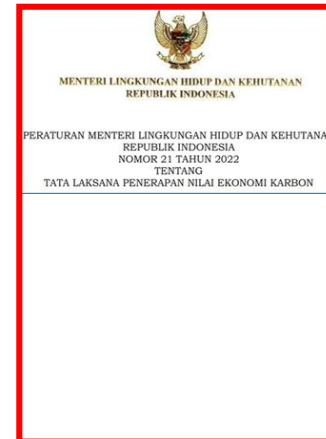 MENTERI LINGKUNGAN HIDUP DAN KEHUTANAN
REPUBLIK INDONESIA
PERATURAN MENTERI LINGKUNGAN HIDUP DAN KEHUTANA
REPUBLIK INDONESIA
NOMOR 21 TAHUN 2022
TENTANG
TATA LAKSANA PENERAPAN NILAI EKONOMI KARBON